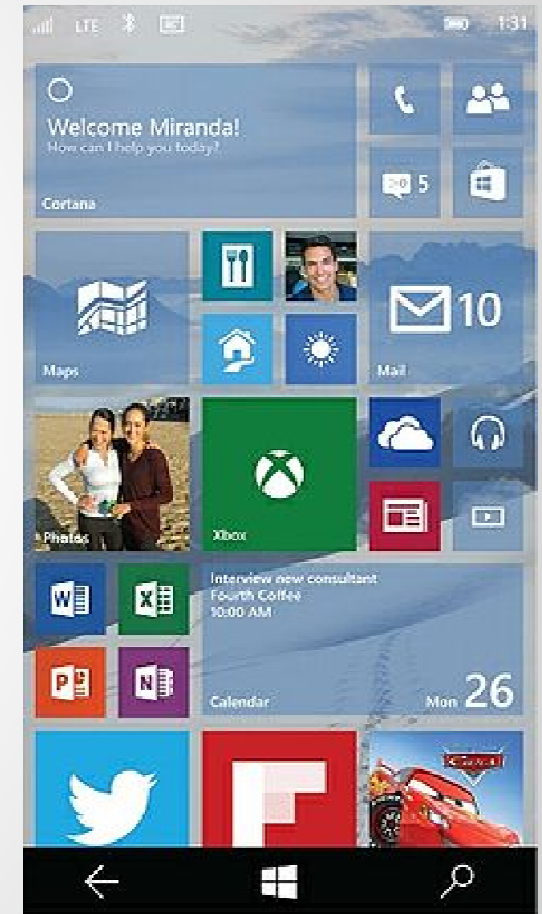 LTE 1:31
Welcome Miranda!
How can I help you today?
Cortana
5
Maps
10
Mail
Photos
Xbox
W
X
Interview new consultant
Fourth Coffee
10:00 AM
P
N
Calendar
Mon 26
Cars